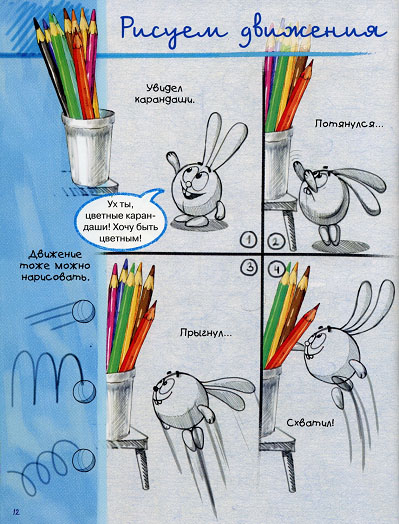 Рисуем движения
Увидел
карандаши.
Ух ты,
цветные каран-
даши! Хочу быть
цветным!
1
Потянулся...
2
Движение
тоже можно
нарисовать.
3
Прыгнул...
4
Схватил!
12